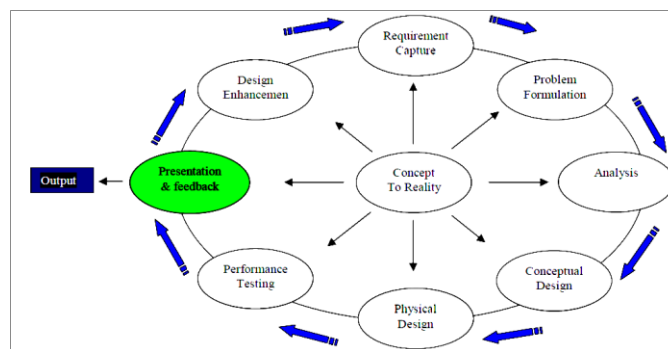 Requirement
Capture
Design
Enhancemen
Problem
Formulation
Presentation
& feedback
Output
Concept
To Reality
Analysis
Performance
Testing
Conceptual
Design
Physical
Design